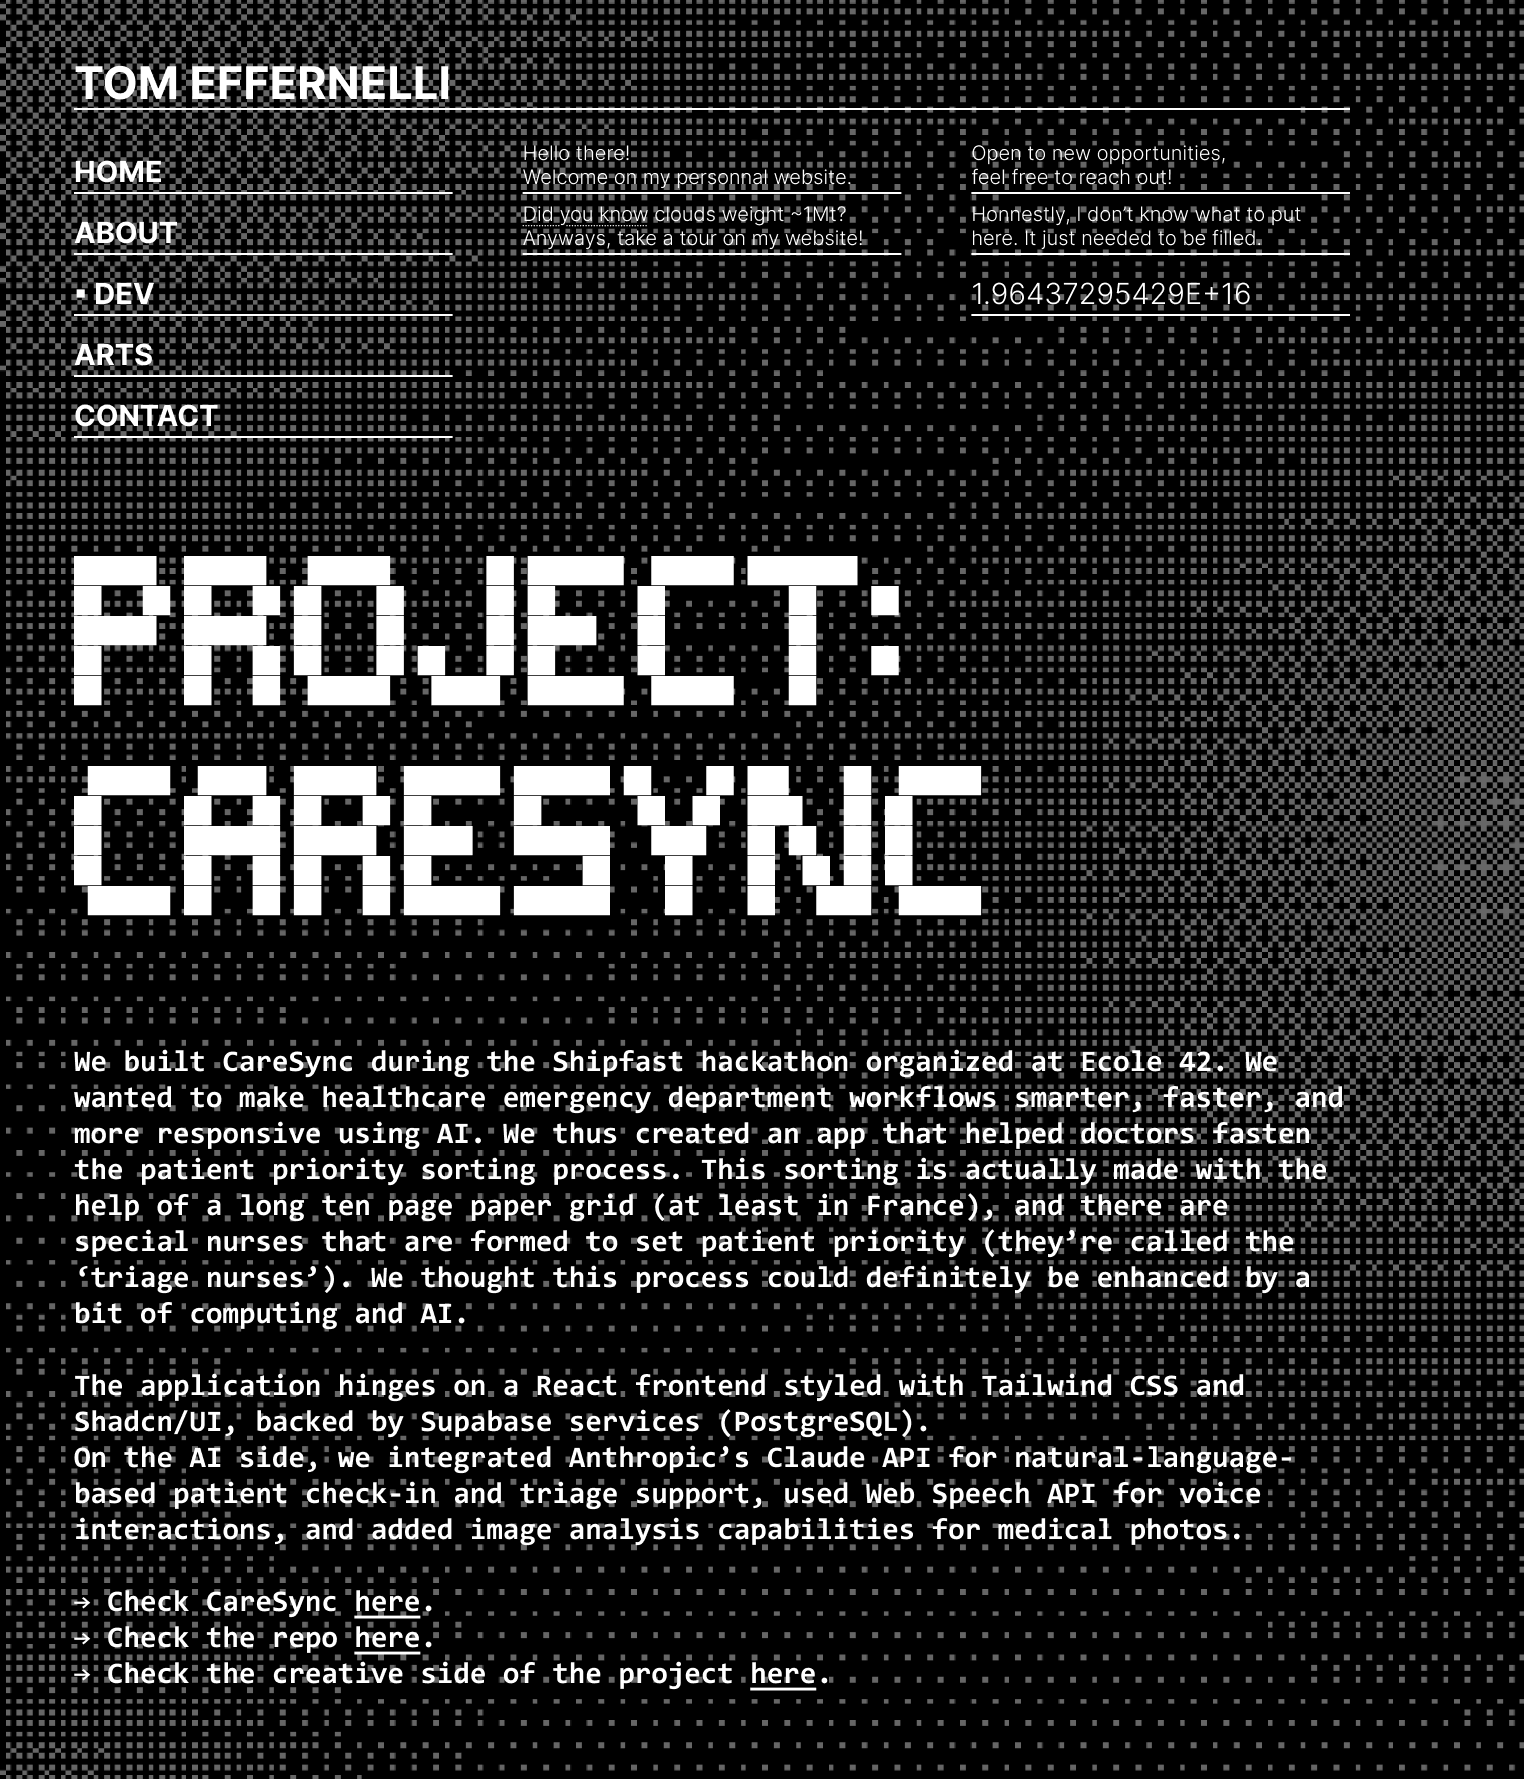 TOM EFFERNELLI
HOME
Hello there!
Welcome on my personnal website.
Open to new opportunities,
feel free to reach out!
ABOUT
Did you know clouds weight ~1Mt?
Anyways, take a tour on my website!
Honnestly, I don't know what to put
here. It just needed to be filled.
▪ DEV
1.96437295429E+16
ARTS
CONTACT
PROJECT:
CARESYNC
We built CareSync during the Shipfast hackathon organized at Ecole 42. We
wanted to make healthcare emergency department workflows smarter, faster, and
more responsive using AI. We thus created an app that helped doctors fasten
the patient priority sorting process. This sorting is actually made with the
help of a long ten page paper grid (at least in France), and there are
special nurses that are formed to set patient priority (they’re called the
‘triage nurses’). We thought this process could definitely be enhanced by a
bit of computing and AI.
The application hinges on a React frontend styled with Tailwind CSS and
Shadcn/UI, backed by Supabase services (PostgreSQL).
On the AI side, we integrated Anthropic’s Claude API for natural-language-
based patient check-in and triage support, used Web Speech API for voice
interactions, and added image analysis capabilities for medical photos.
→ Check CareSync here.
→ Check the repo here.
→ Check the creative side of the project here.